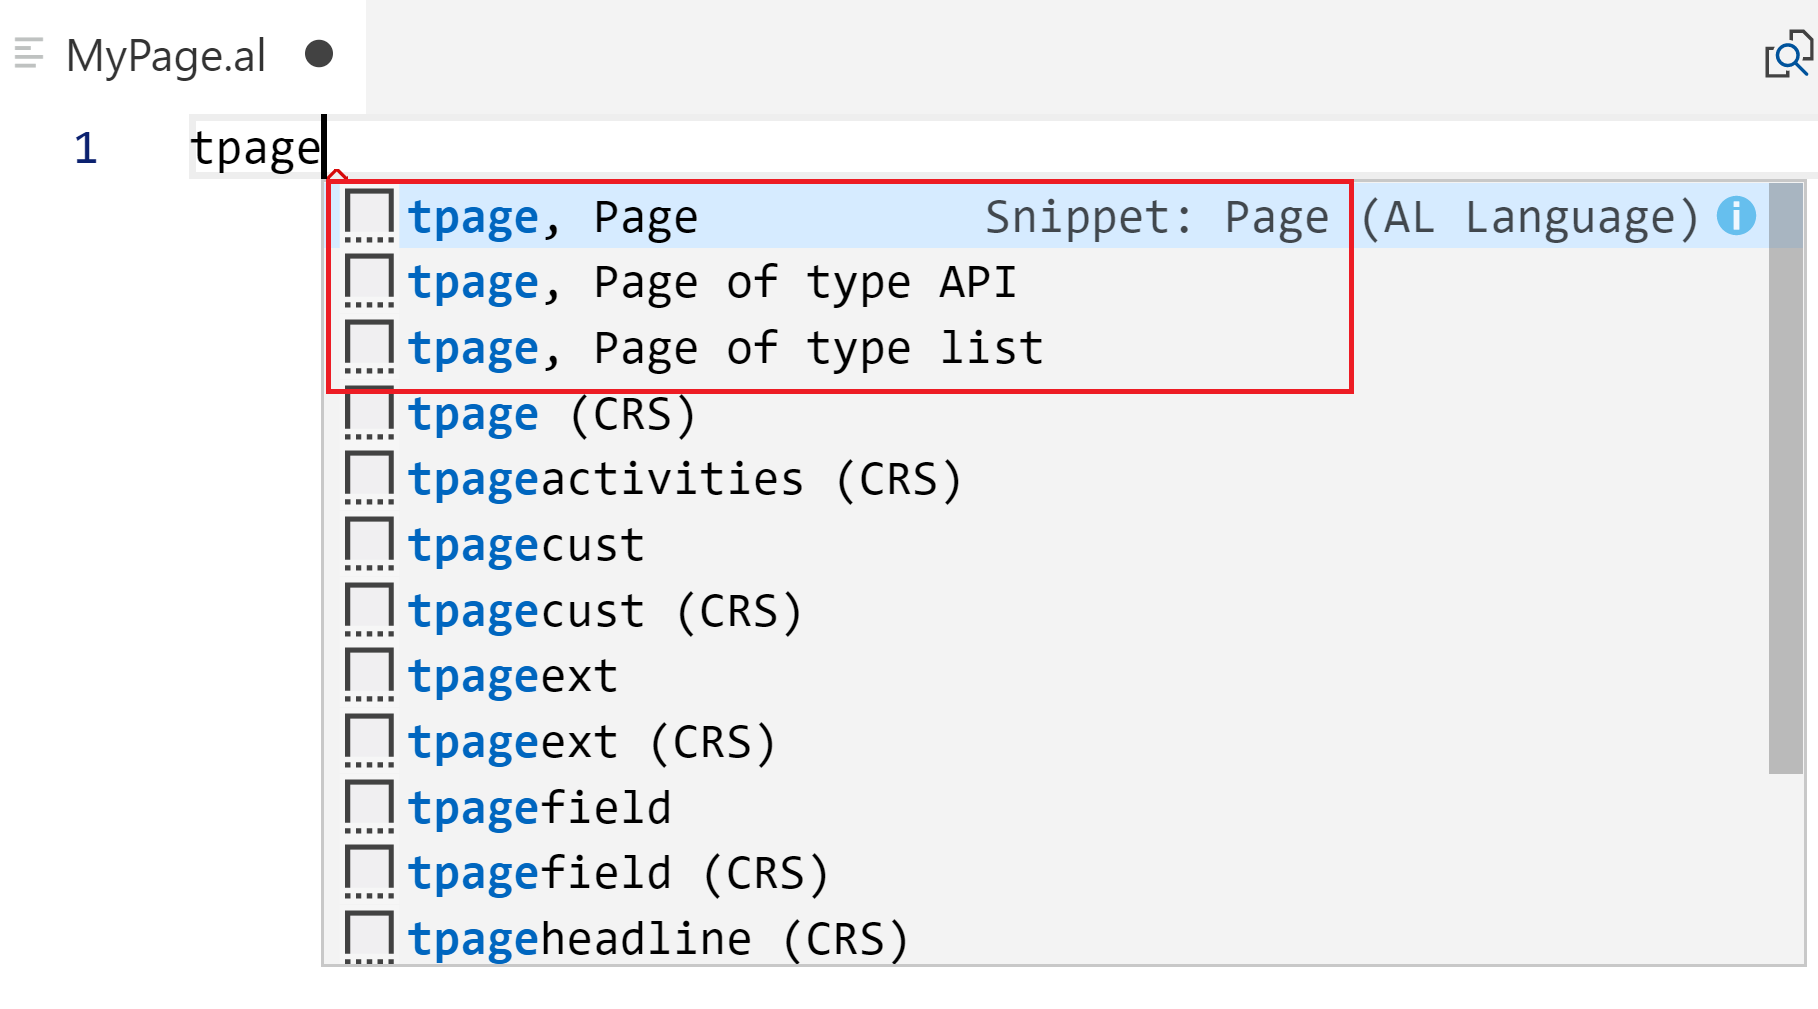 MyPage.al
1 tpage
tpage, Page Snippet: Page (AL Language)
tpage, Page of type API
tpage, Page of type list
tpage (CRS)
tpageactivities (CRS)
tpagecust
tpagecust (CRS)
tpageext
tpageext (CRS)
tpagefield
tpagefield (CRS)
tpageheadline (CRS)